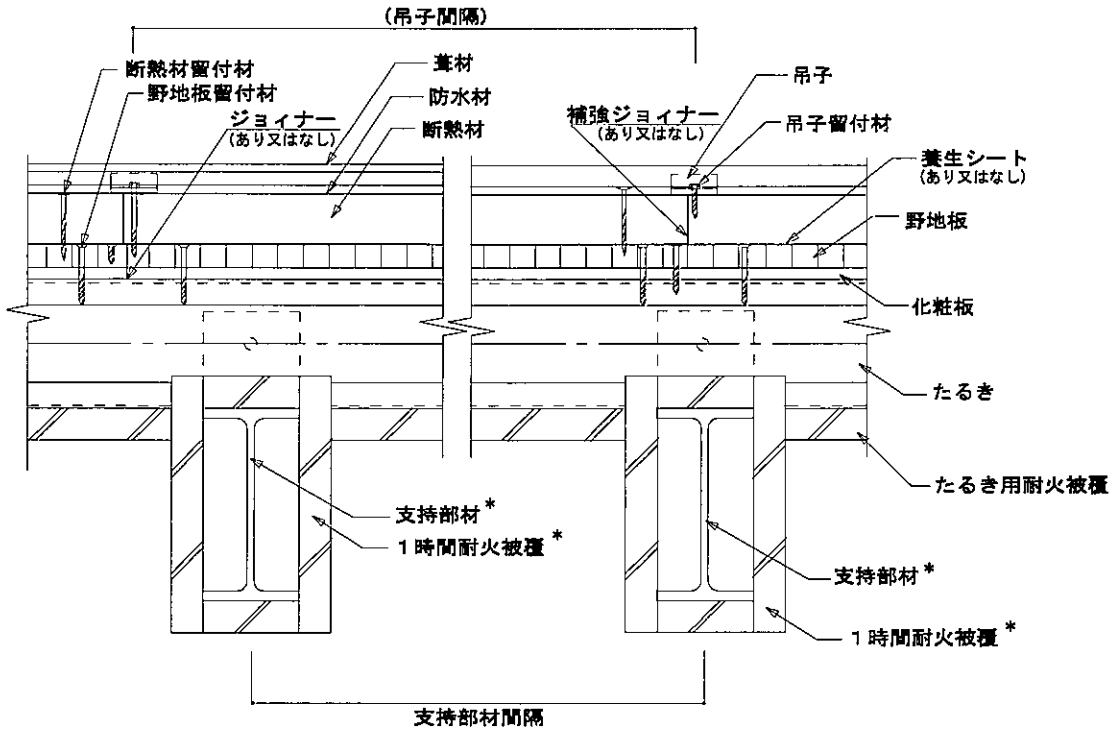 (吊子間隔)
断熱材留付材
野地板留付材
ジョイナー
(あり又はなし)
葺材
防水材
断熱材
補強ジョイナー
(あり又はなし)
吊子
吊子留付材
養生シート
(あり又はなし)
野地板
化粧板
たるき
たるき用耐火被覆
支持部材*
1時間耐火被覆*
支持部材*
1時間耐火被覆*
支持部材間隔